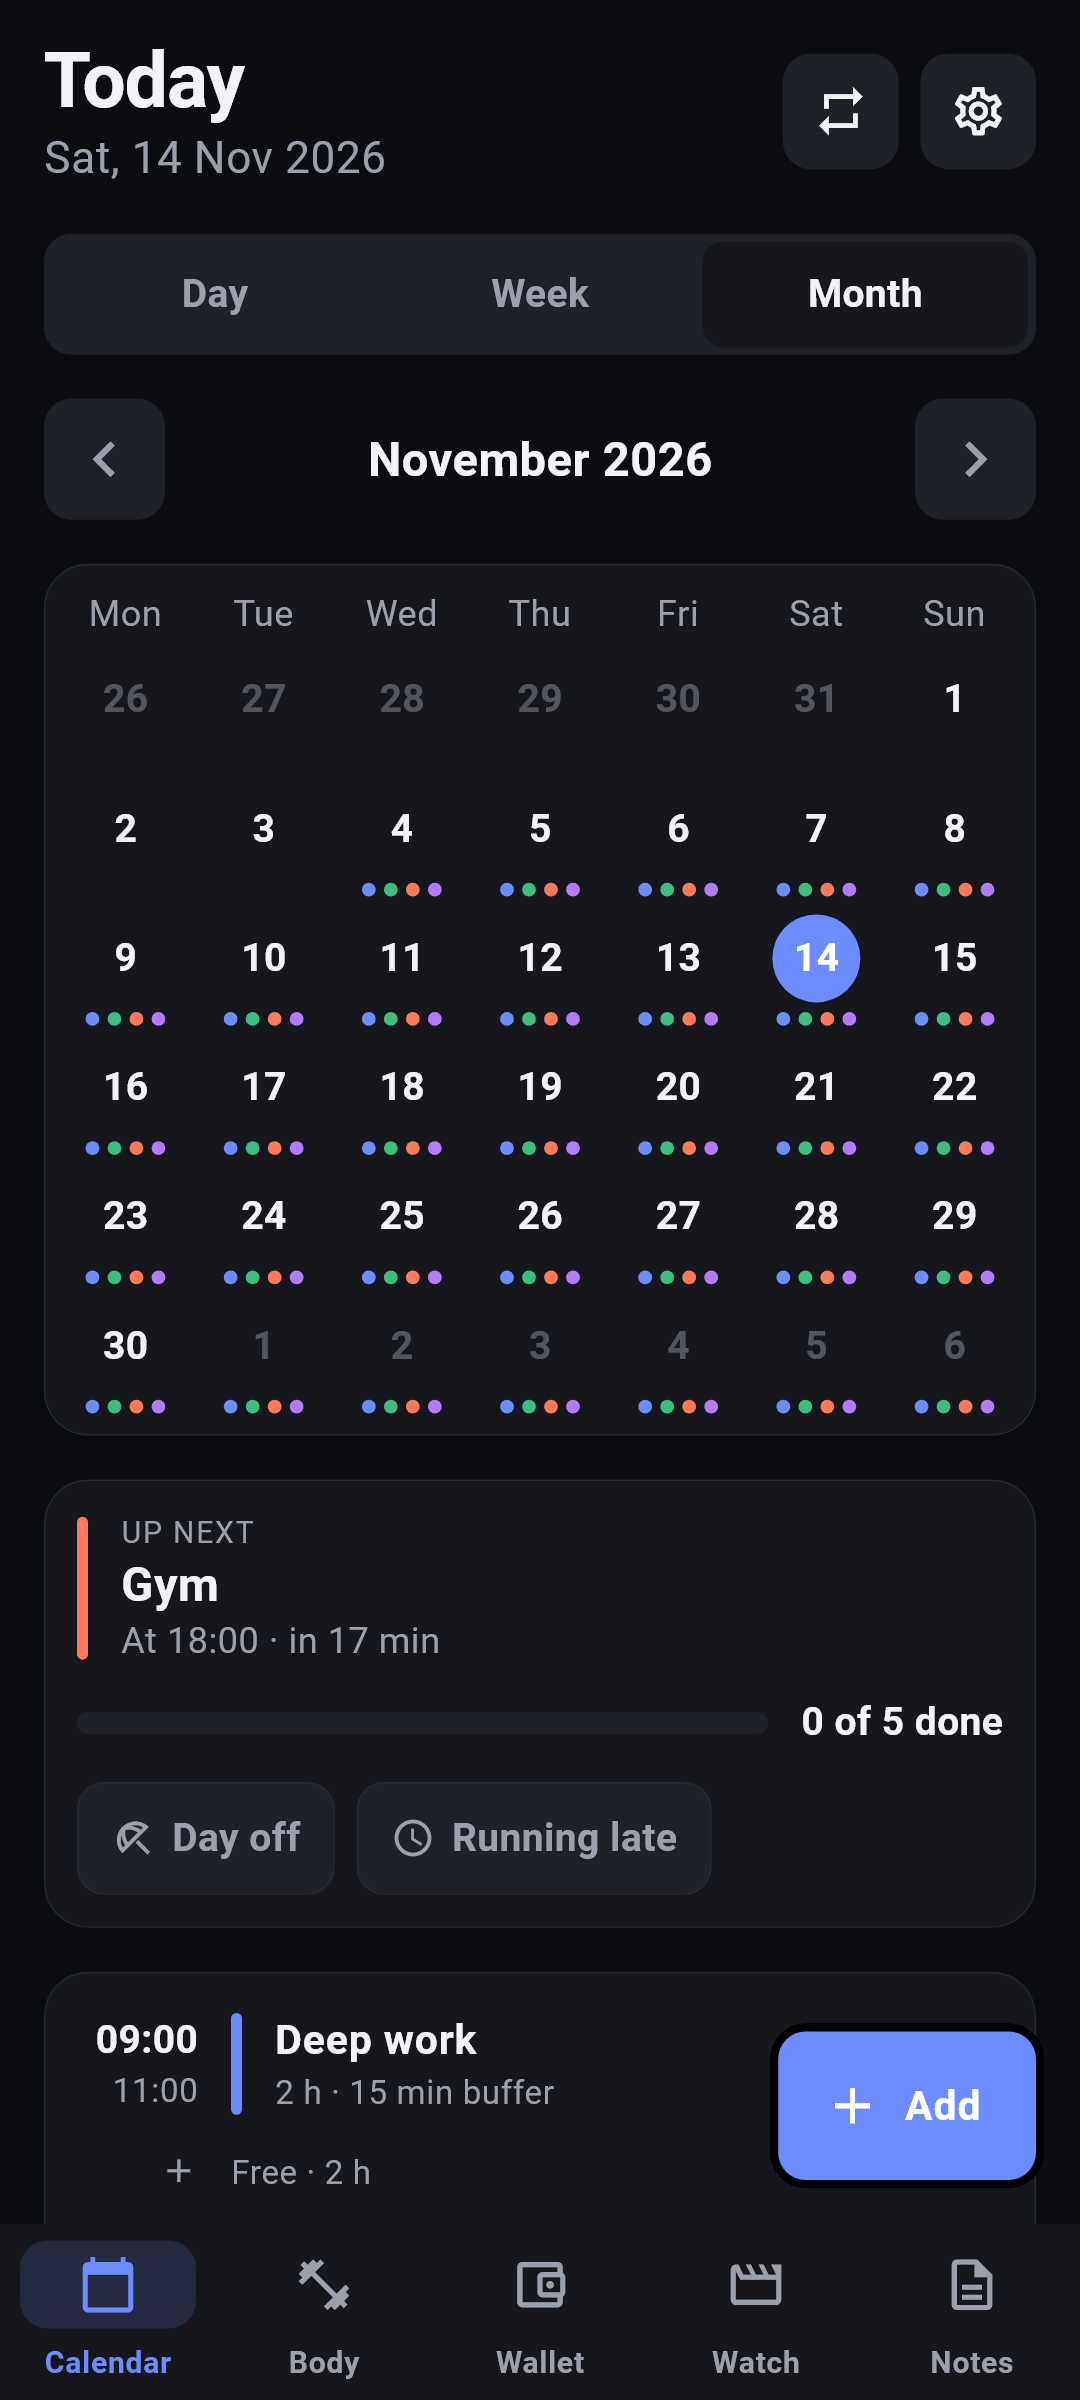 Today
Sat, 14 Nov 2026
Day Week Month
November 2026
Mon Tue Wed Thu Fri Sat Sun
26 27 28 29 30 31 1
2 3 4 5 6 7 8
9 10 11 12 13 14 15
16 17 18 19 20 21 22
23 24 25 26 27 28 29
30 1 2 3 4 5 6
UP NEXT
Gym
At 18:00 · in 17 min
0 of 5 done
Day off Running late
09:00 Deep work
11:00 2 h · 15 min buffer
Add
Free · 2 h
Calendar Body Wallet Watch Notes